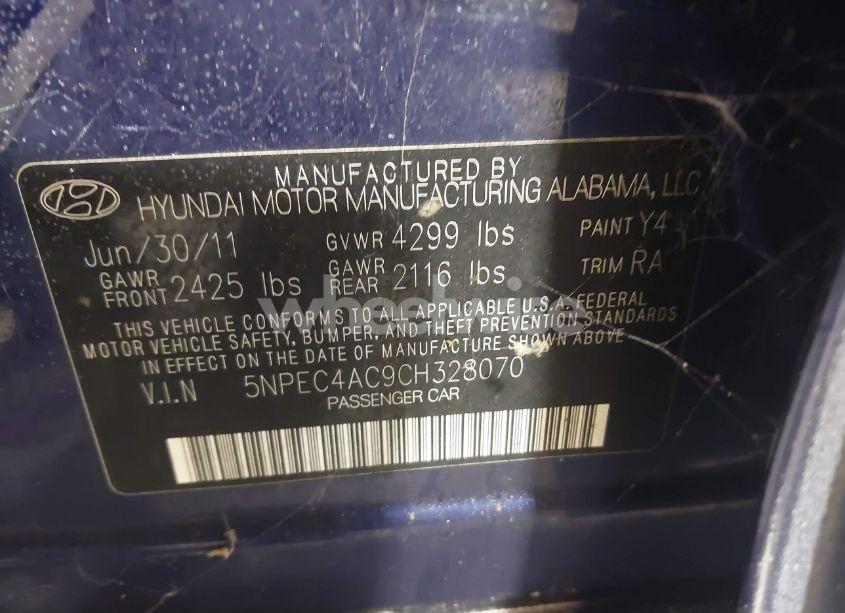 MANUFACTURED BY
HYUNDAI MOTOR MANUFACTURING ALABAMA, LLC
Jun/30/11 GVWR 4299 lbs PAINT Y4
GAWR FRONT 2425 lbs GAWR REAR 2116 lbs TRIM RA
THIS VEHICLE CONFORMS TO ALL APPLICABLE U.S.A. FEDERAL
MOTOR VEHICLE SAFETY, BUMPER, AND THEFT PREVENTION STANDARDS
IN EFFECT ON THE DATE OF MANUFACTURE SHOWN ABOVE
V.I.N 5NPEC4AC9CH328070
PASSENGER CAR